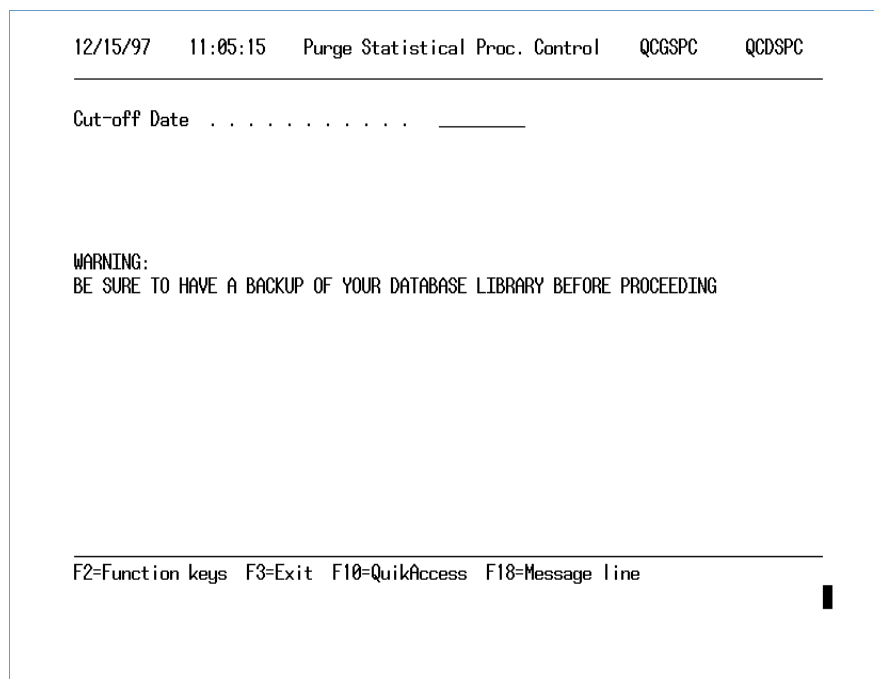 12/15/97 11:05:15 Purge Statistical Proc. Control QCGSPC QCDSPC
Cut-off Date . . . . . . . . . . . _________
WARNING:
BE SURE TO HAVE A BACKUP OF YOUR DATABASE LIBRARY BEFORE PROCEEDING
F2=Function keys F3=Exit F10=QuikAccess F18=Message line